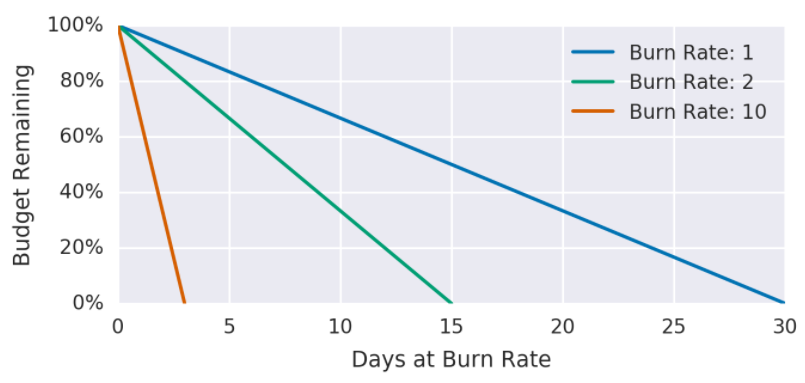 100%
80%
60%
40%
20%
0%
Budget Remaining
Burn Rate: 1
Burn Rate: 2
Burn Rate: 10
0 5 10 15 20 25 30
Days at Burn Rate